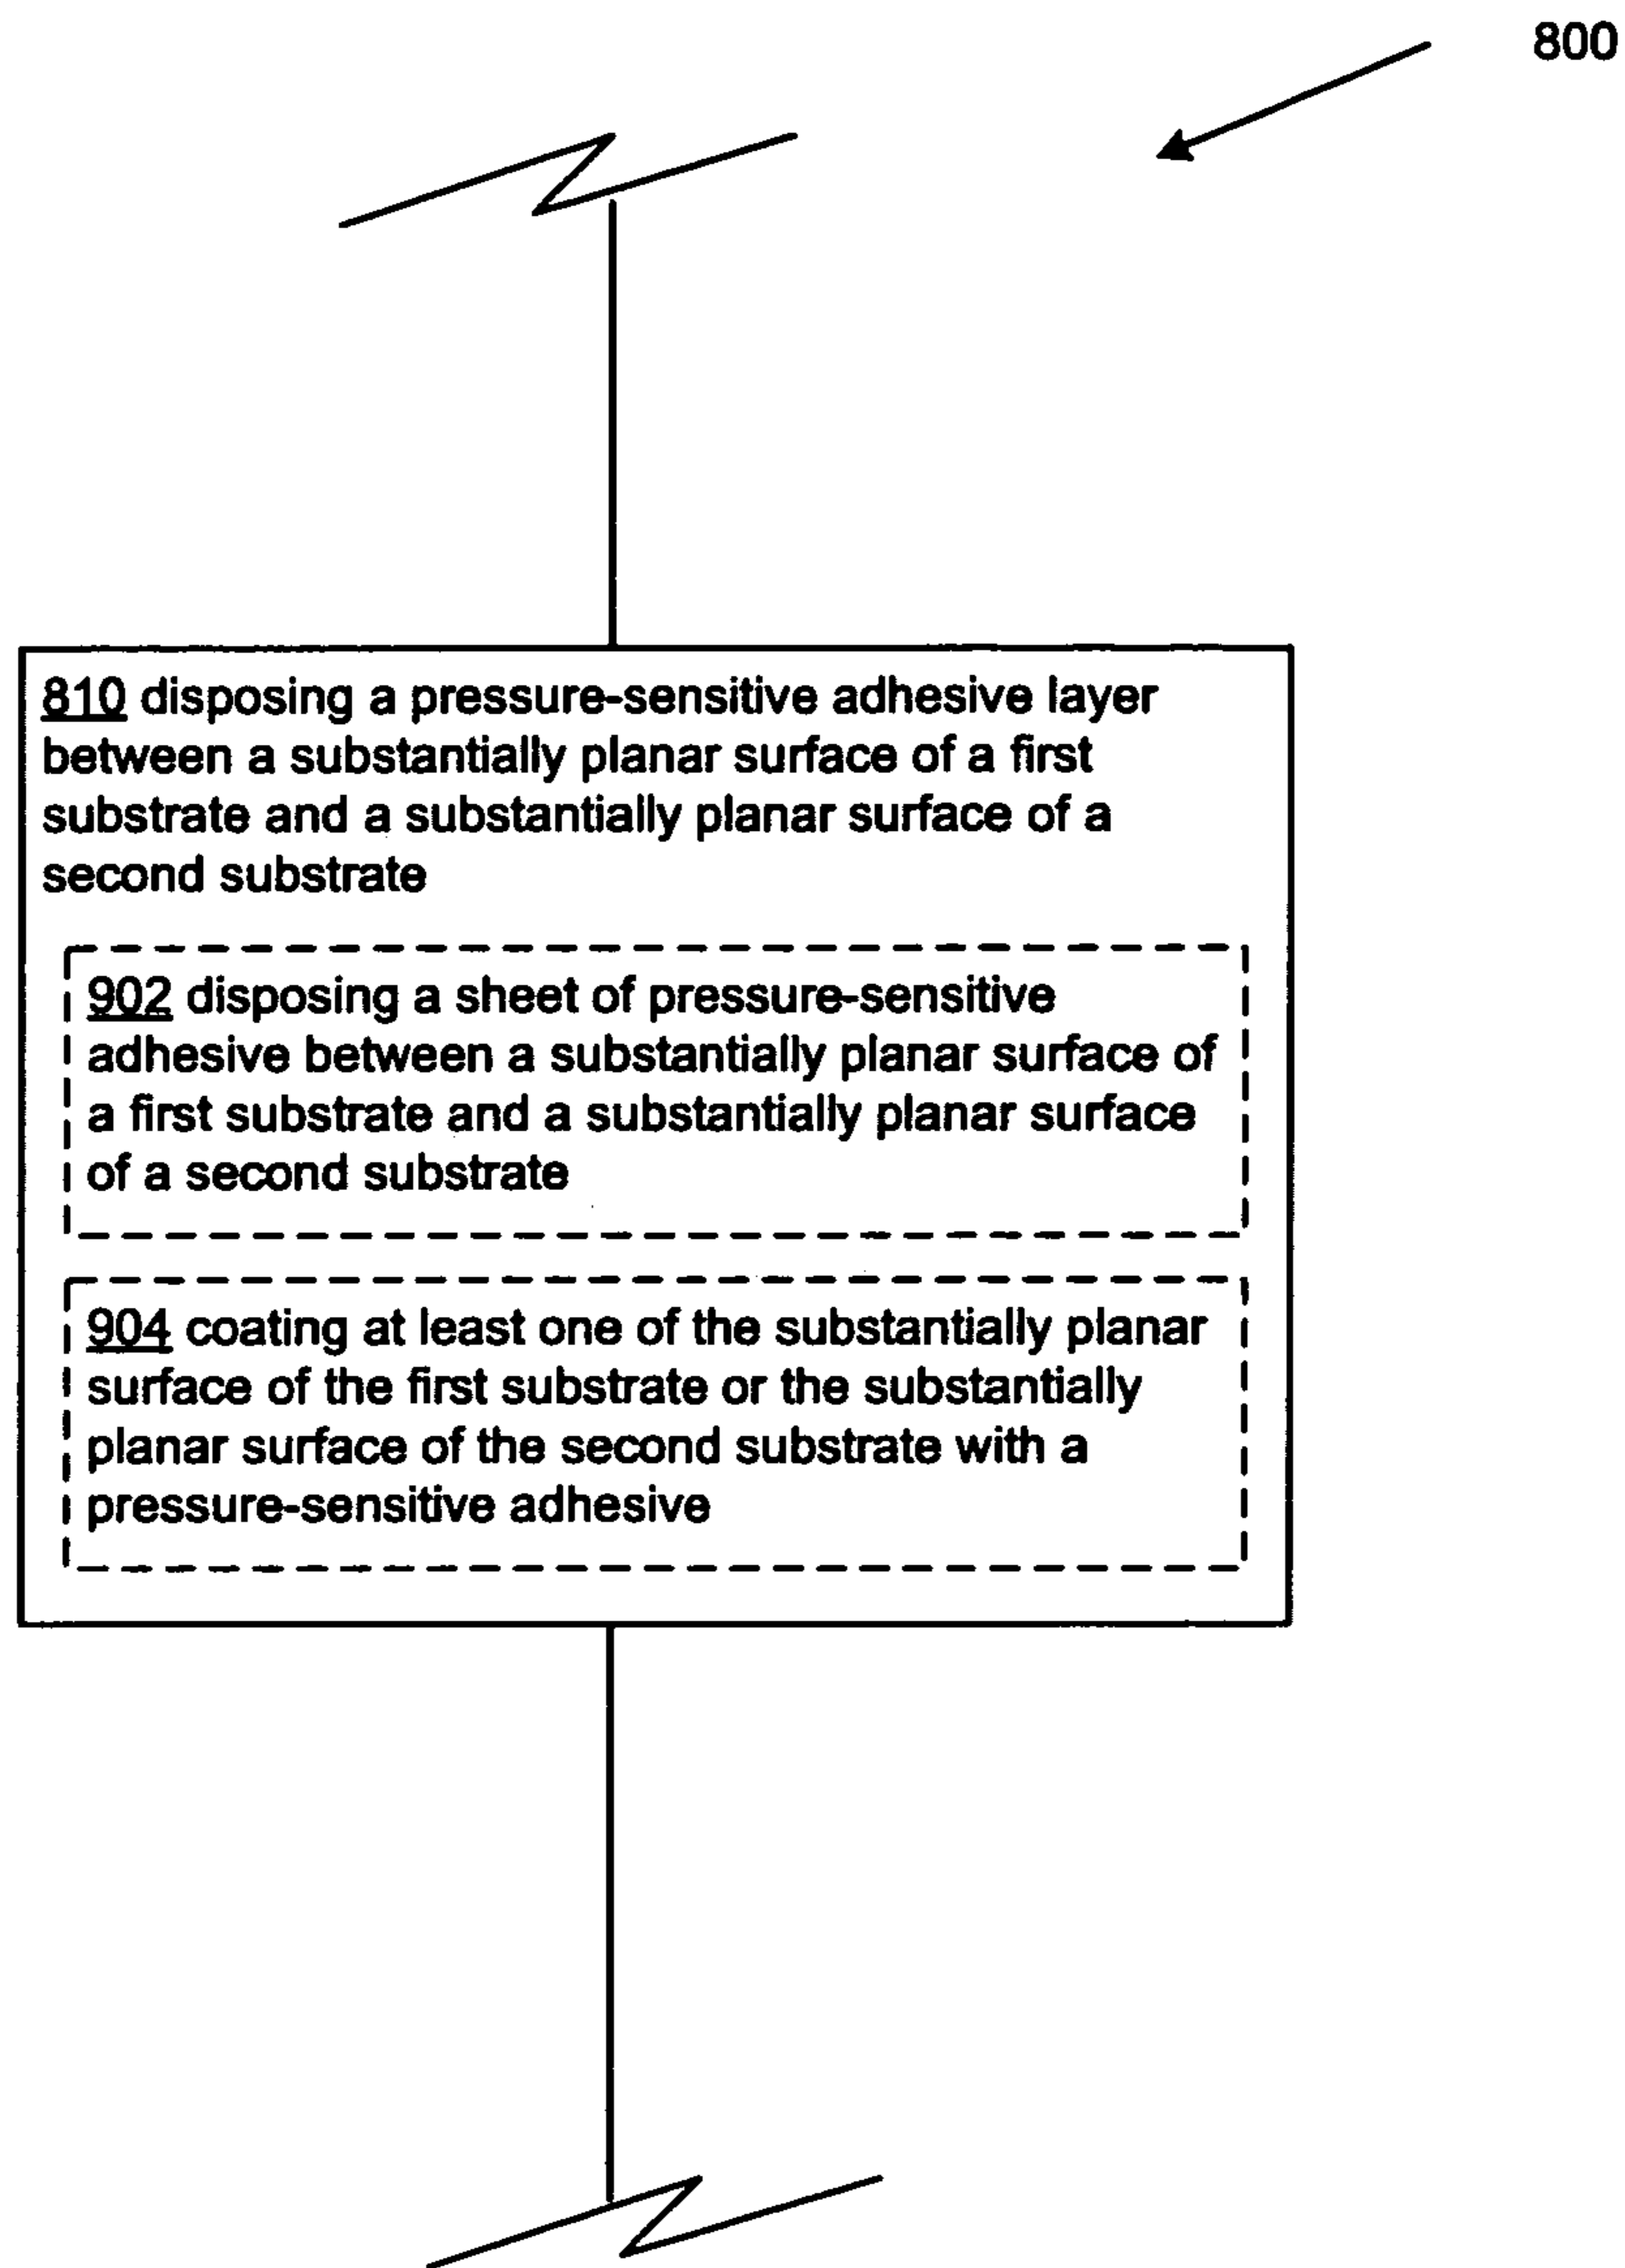 800
810 disposing a pressure-sensitive adhesive layer
between a substantially planar surface of a first
substrate and a substantially planar surface of a
second substrate
902 disposing a sheet of pressure-sensitive
adhesive between a substantially planar surface of
a first substrate and a substantially planar surface
of a second substrate
904 coating at least one of the substantially planar
surface of the first substrate or the substantially
planar surface of the second substrate with a
pressure-sensitive adhesive